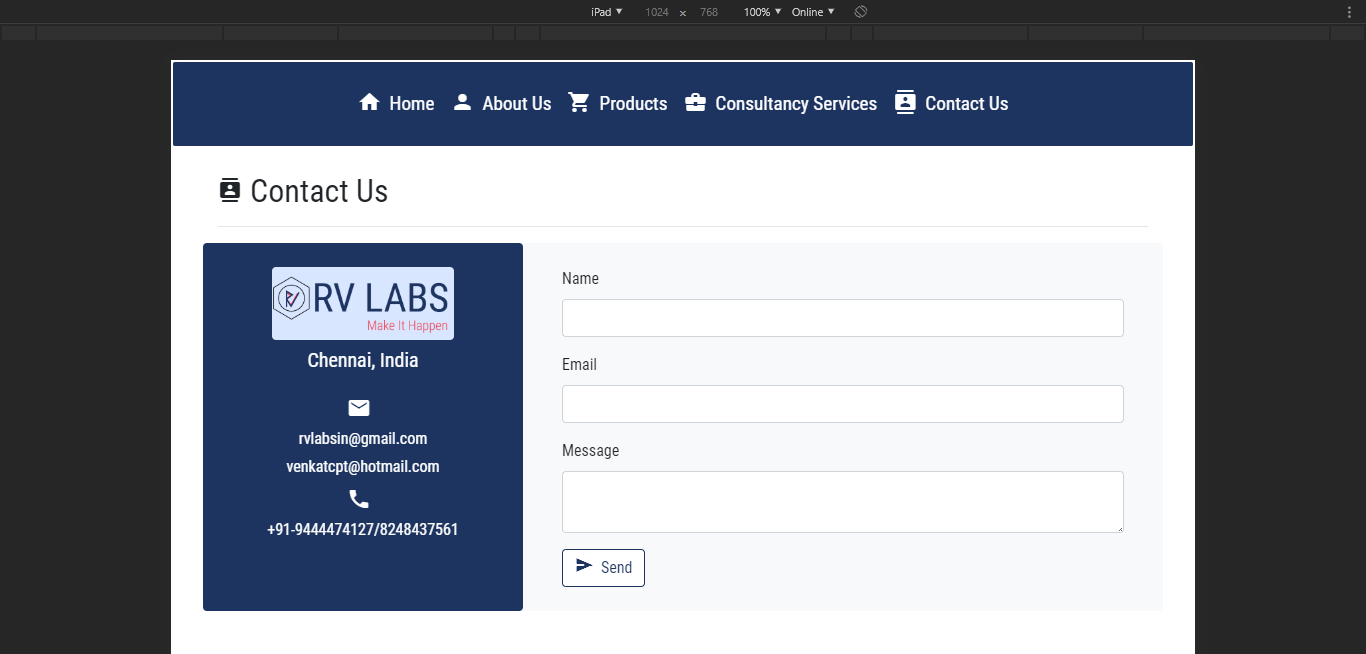 iPad ▼ 1024 × 768 100% ▼ Online ▼
Home About Us Products Consultancy Services Contact Us
Contact Us
RV LABS
Make It Happen
Chennai, India
rvlabsin@gmail.com
venkatcpt@hotmail.com
+91-9444474127/8248437561
Name
Email
Message
Send